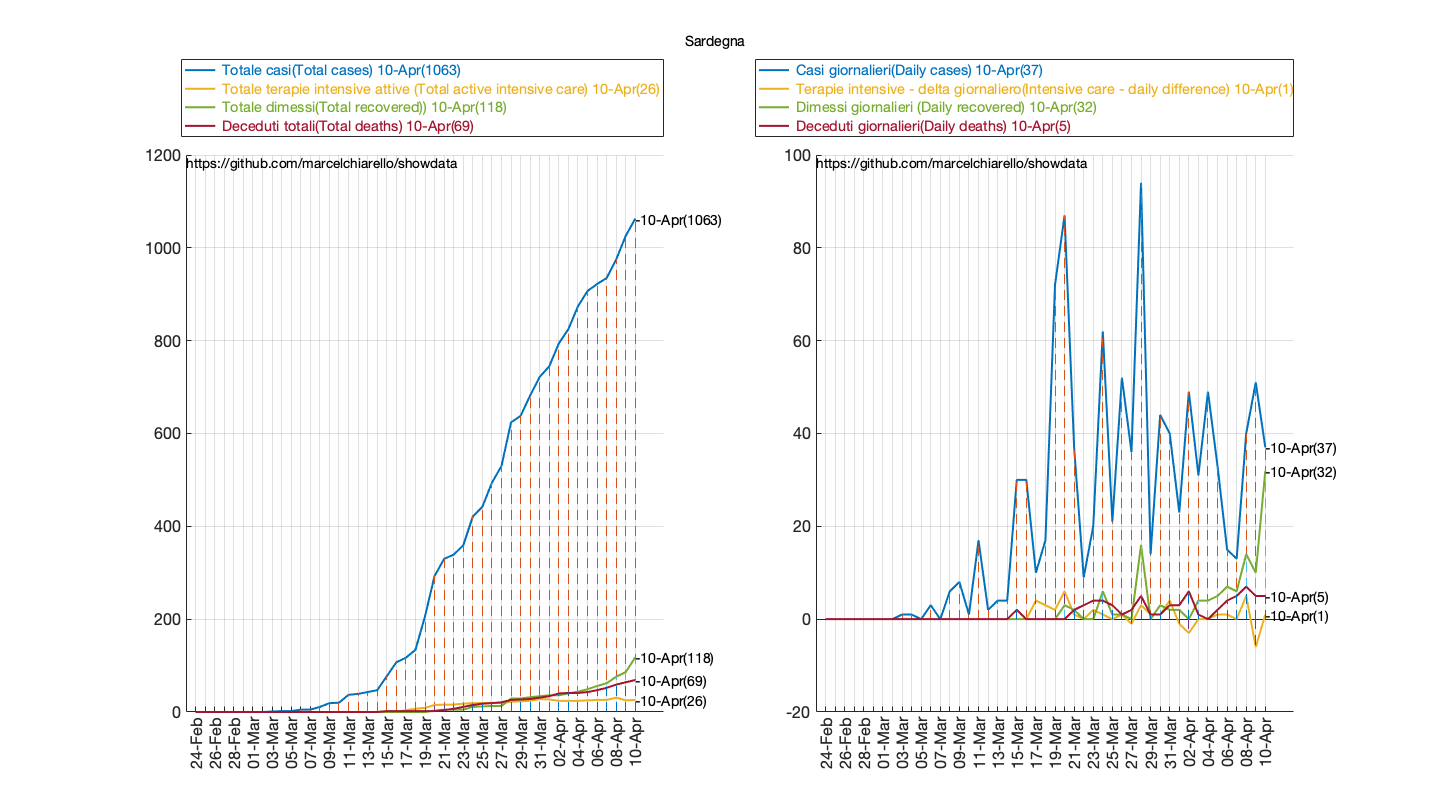 Sardegna
Totale casi(Total cases) 10-Apr(1063)
Totale terapie intensive attive (Total active intensive care) 10-Apr(26)
Totale dimessi(Total recovered)) 10-Apr(118)
Deceduti totali(Total deaths) 10-Apr(69)
https://github.com/marcelchiarello/showdata
1200
1000
800
600
400
200
0
10-Apr(1063)
10-Apr(118)
10-Apr(69)
10-Apr(26)
24-Feb
26-Feb
28-Feb
01-Mar
03-Mar
05-Mar
07-Mar
09-Mar
11-Mar
13-Mar
15-Mar
17-Mar
19-Mar
21-Mar
23-Mar
25-Mar
27-Mar
29-Mar
31-Mar
02-Apr
04-Apr
06-Apr
08-Apr
10-Apr
Casi giornalieri(Daily cases) 10-Apr(37)
Terapie intensive - delta giornaliero(Intensive care - daily difference) 10-Apr(1)
Dimessi giornalieri (Daily recovered) 10-Apr(32)
Deceduti giornalieri(Daily deaths) 10-Apr(5)
https://github.com/marcelchiarello/showdata
100
80
60
40
20
0
-20
10-Apr(37)
10-Apr(32)
10-Apr(5)
10-Apr(1)
24-Feb
26-Feb
28-Feb
01-Mar
03-Mar
05-Mar
07-Mar
09-Mar
11-Mar
13-Mar
15-Mar
17-Mar
19-Mar
21-Mar
23-Mar
25-Mar
27-Mar
29-Mar
31-Mar
02-Apr
04-Apr
06-Apr
08-Apr
10-Apr